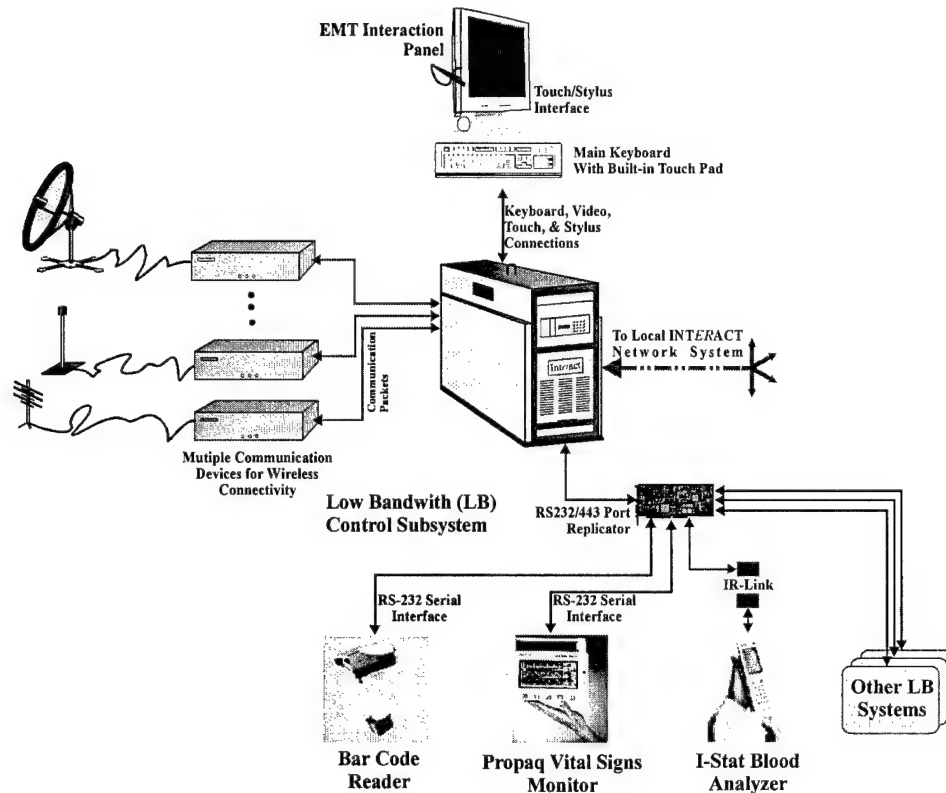 EMT Interaction
Panel
Touch/Stylus
Interface
Main Keyboard
With Built-in Touch Pad
Keyboard, Video,
Touch, & Stylus
Connections
To Local INTERACT
Network System
Interact
Communication
Packets
Mutiple Communication
Devices for Wireless
Connectivity
Low Bandwith (LB)
Control Subsystem
RS232/443 Port
Replicator
IR-Link
RS-232 Serial
Interface
RS-232 Serial
Interface
Other LB
Systems
Bar Code
Reader
Propaq Vital Signs
Monitor
I-Stat Blood
Analyzer